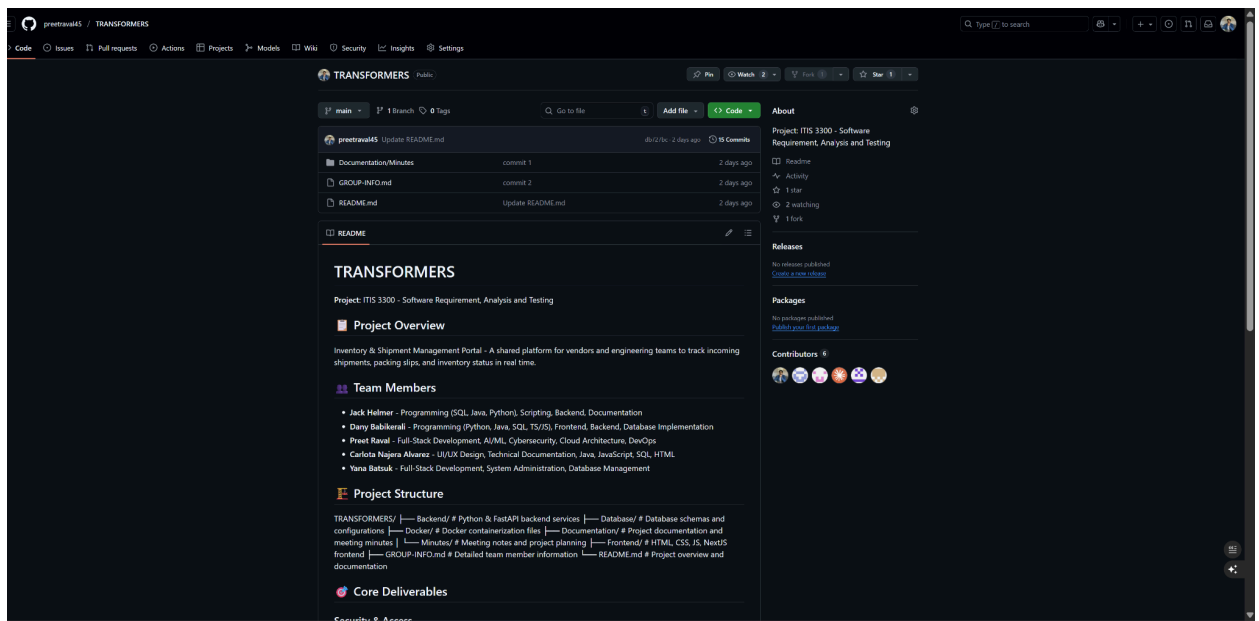 preetraval45 / TRANSFORMERS
Type / to search
Code Issues Pull requests Actions Projects Models Wiki Security Insights Settings
TRANSFORMERS Public
Pin Watch 2 Fork 1 Star 1
main 1 Branch 0 Tags Go to file t Add file Code
preetraval45 Update README.md 2 days ago 15 Commits
Documentation/Minutes commit 1 2 days ago
GROUP-INFO.md commit 2 2 days ago
README.md Update README.md 2 days ago
README
TRANSFORMERS
Project: ITIS 3300 - Software Requirement, Analysis and Testing
Project Overview
Inventory & Shipment Management Portal - A shared platform for vendors and engineering teams to track incoming
shipments, packing slips, and inventory status in real time.
Team Members
• Jack Helmer - Programming (SQL, Java, Python), Scripting, Backend, Documentation
• Dany Babikerali - Programming (Python, Java, SQL, TS/JS), Frontend, Backend, Database Implementation
• Preet Raval - Full-Stack Development, AI/ML, Cybersecurity, Cloud Architecture, DevOps
• Carlota Najera Alvarez - UI/UX Design, Technical Documentation, Java, JavaScript, SQL, HTML
• Yana Batsuk - Full-Stack Development, System Administration, Database Management
Project Structure
TRANSFORMERS/ ├── Backend/ # Python & FastAPI backend services ├── Database/ # Database schemas and
configurations ├── Docker/ # Docker containerization files ├── Documentation/ # Project documentation and
meeting minutes │ └── Minutes/ # Meeting notes and project planning ├── Frontend/ # HTML, CSS, JS, NextJS
frontend ├── GROUP-INFO.md # Detailed team member information └── README.md # Project overview and
documentation
Core Deliverables
Security & Access
About
Project: ITIS 3300 - Software
Requirement, Analysis and Testing
Readme
Activity
1 star
2 watching
1 fork
Releases
No releases published
Create a new release
Packages
No packages published
Publish your first package
Contributors 6